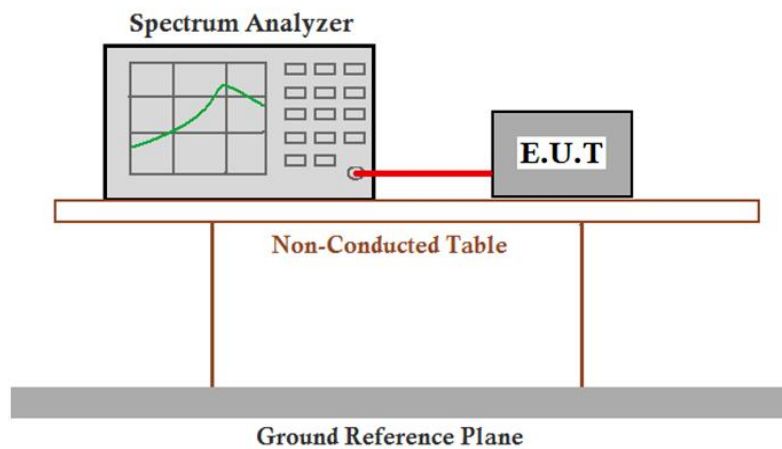 Spectrum Analyzer
E.U.T
Non-Conducted Table
Ground Reference Plane